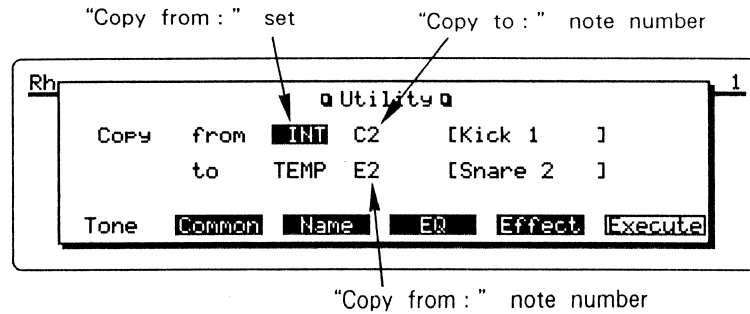 “Copy from : ” set
“Copy to : ” note number
Rh
1
Utility
Copy from INT C2 [Kick 1 ]
to TEMP E2 [Snare 2 ]
Tone Common Name EQ Effect Execute
“Copy from : ” note number